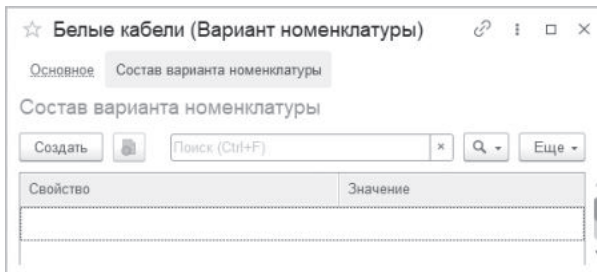 Белые кабели (Вариант номенклатуры)
Основное Состав варианта номенклатуры
Состав варианта номенклатуры
Создать Поиск (Ctrl+F) × Еще
Свойство Значение